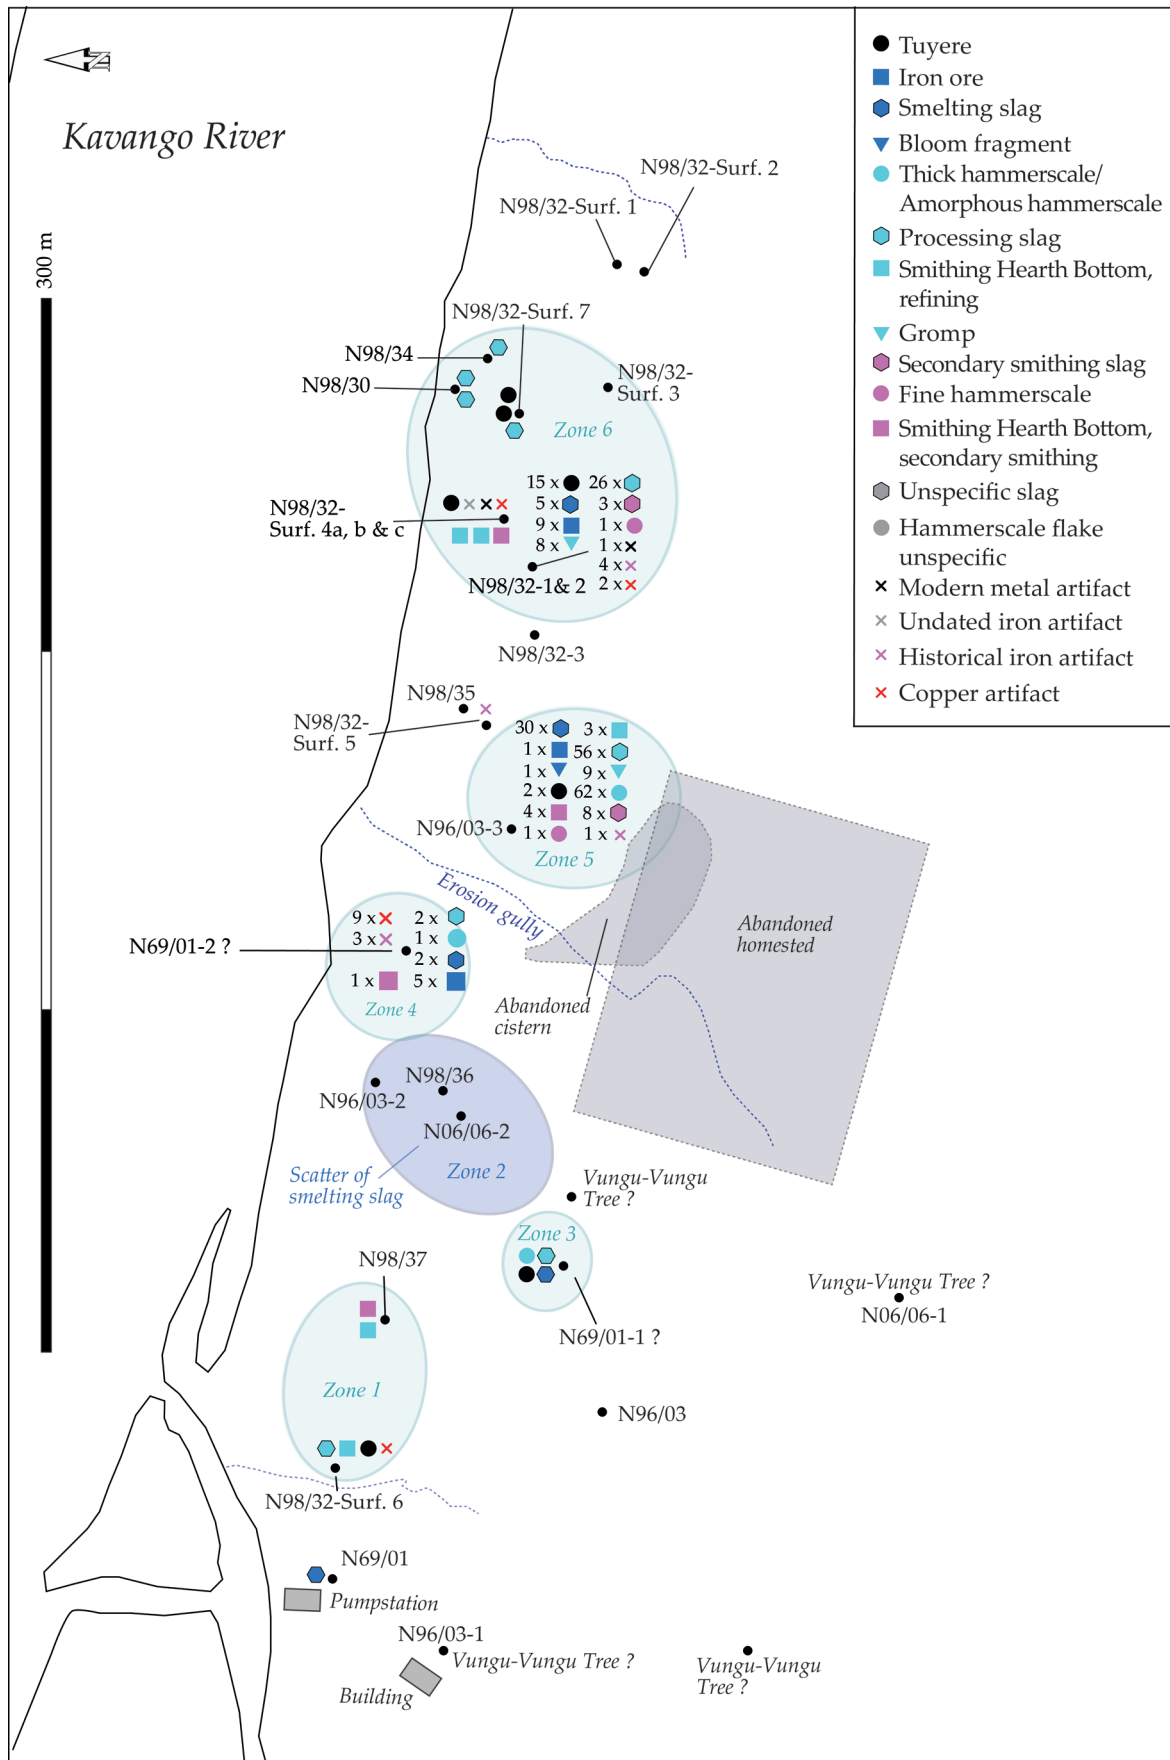 N
Kavango River
300 m
N98/32-Surf. 2
N98/32-Surf. 1
N98/32-Surf. 7
N98/34
N98/30
N98/32-
Surf. 3
Zone 6
15 x 26 x
5 x 3 x
9 x 1 x
8 x 1 x
4 x
2 x
N98/32-
Surf. 4a, b & c
N98/32-1& 2
N98/32-3
N98/35
N98/32-
Surf. 5
30 x 3 x
1 x 56 x
1 x 9 x
2 x 62 x
4 x 8 x
1 x 1 x
N96/03-3
Zone 5
Erosion gully
Abandoned
homested
Abandoned
cistern
9 x 2 x
3 x 1 x
2 x
1 x 5 x
N69/01-2 ?
Zone 4
N98/36
N96/03-2
N06/06-2
Zone 2
Scatter of
smelting slag
Vungu-Vungu
Tree ?
Zone 3
N69/01-1 ?
Vungu-Vungu Tree ?
N06/06-1
N98/37
Zone 1
N96/03
N98/32-Surf. 6
N69/01
Pumpstation
N96/03-1
Vungu-Vungu Tree ?
Building
Vungu-Vungu
Tree ?
Tuyere
Iron ore
Smelting slag
Bloom fragment
Thick hammerscale/
Amorphous hammerscale
Processing slag
Smithing Hearth Bottom,
refining
Gromp
Secondary smithing slag
Fine hammerscale
Smithing Hearth Bottom,
secondary smithing
Unspecific slag
Hammerscale flake
unspecific
Modern metal artifact
Undated iron artifact
Historical iron artifact
Copper artifact